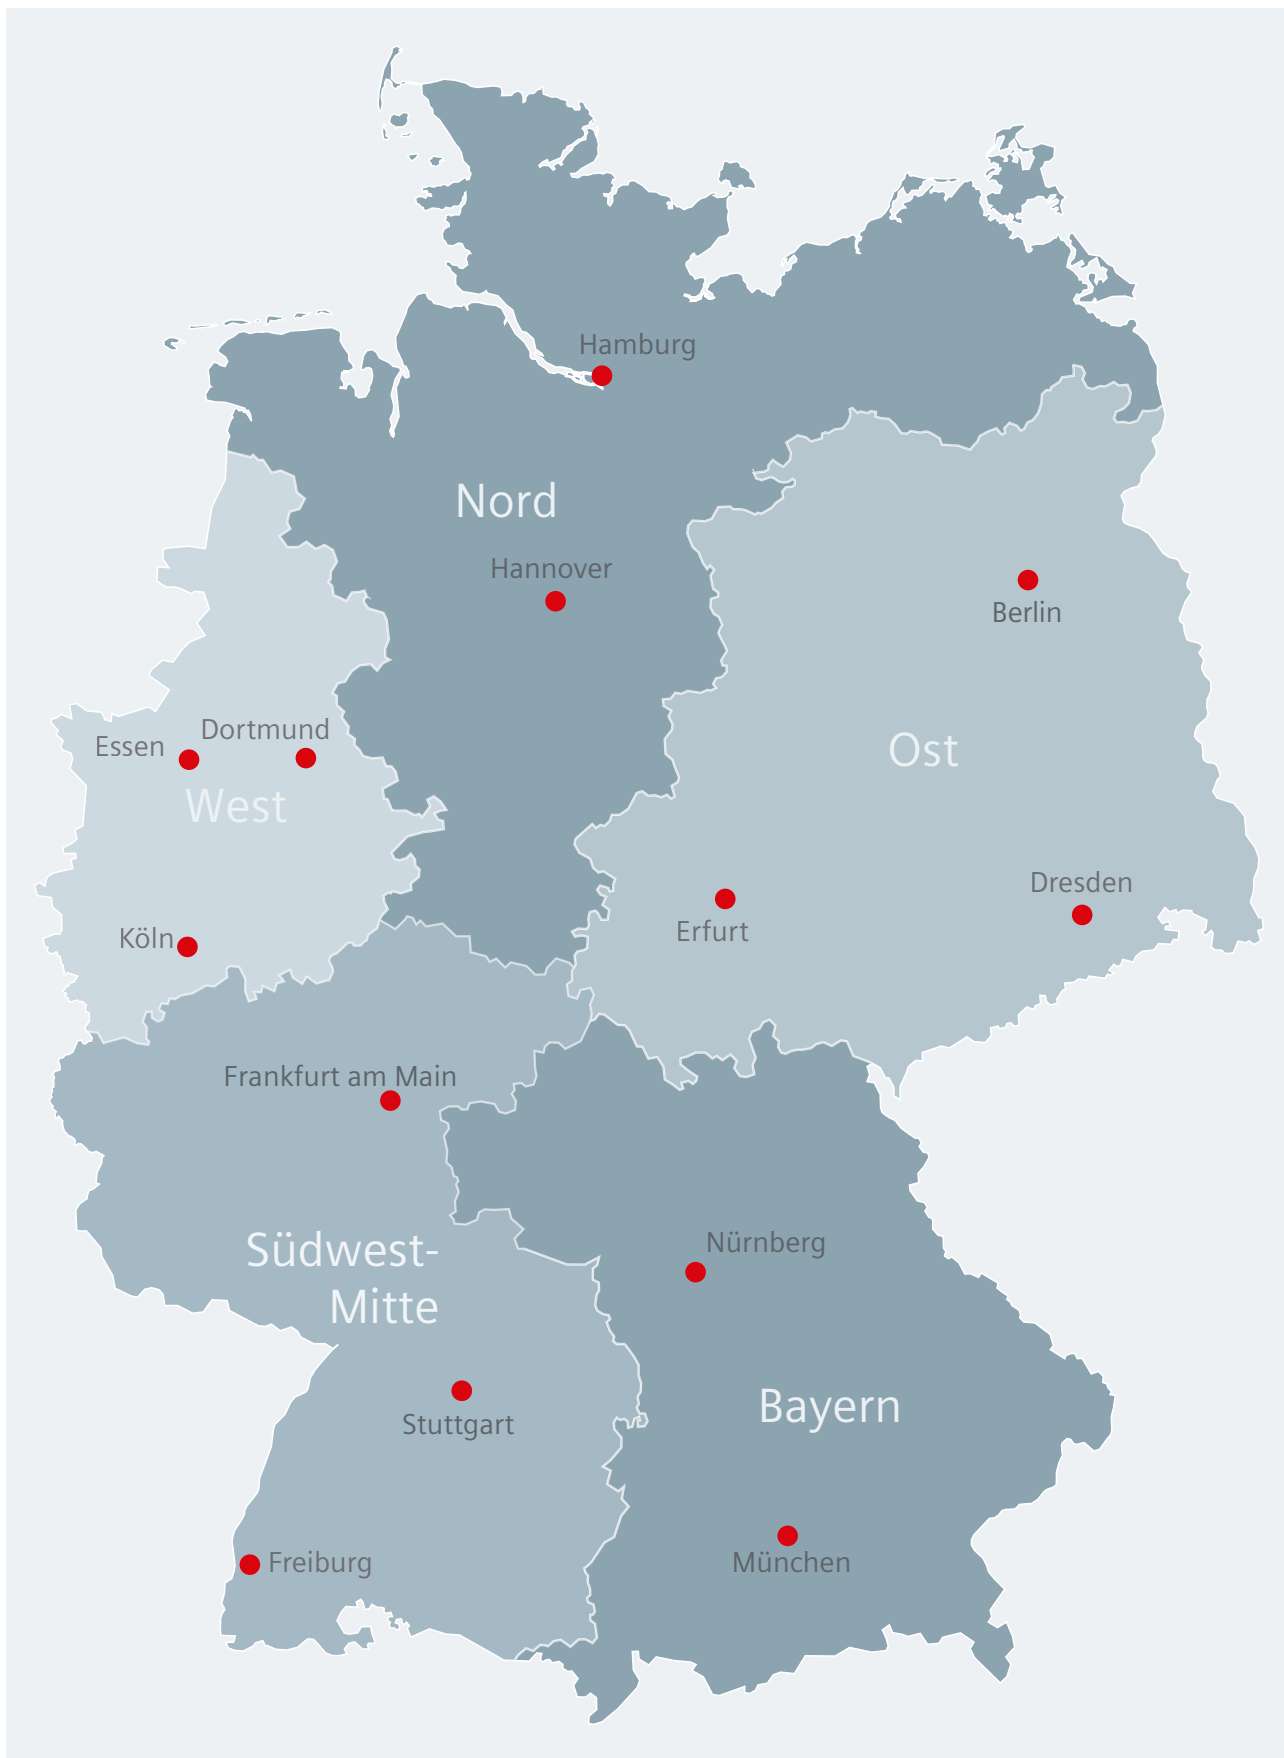 Hamburg
Nord
Hannover
Berlin
Dortmund
Essen
Ost
West
Dresden
Erfurt
Köln
Frankfurt am Main
Südwest-
Mitte
Nürnberg
Bayern
Stuttgart
Freiburg
München